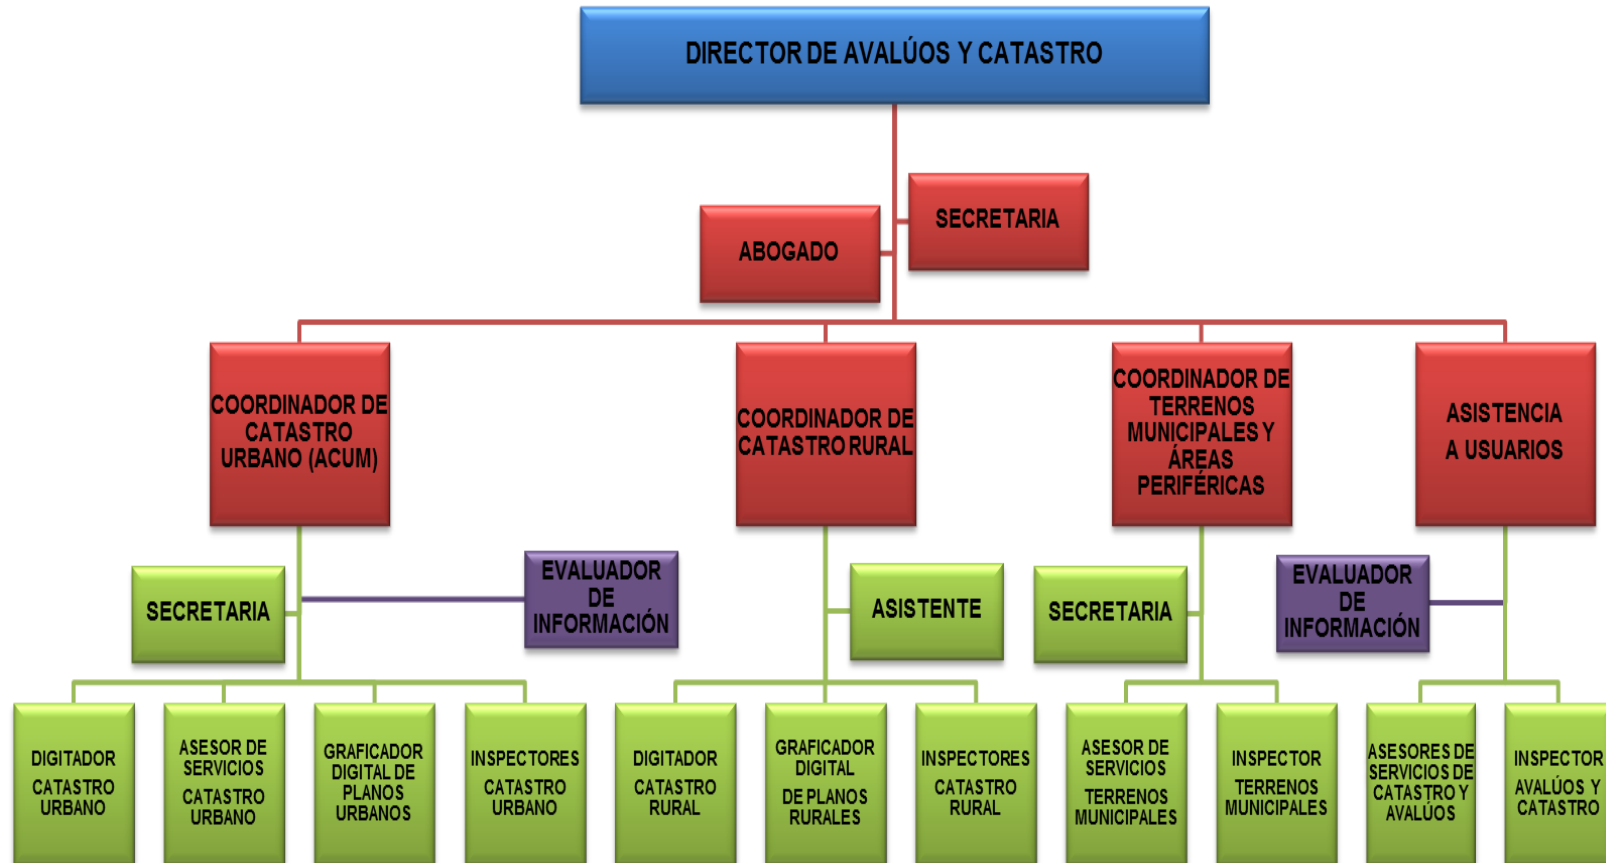 DIRECTOR DE AVALÚOS Y CATASTRO
SECRETARIA
ABOGADO
COORDINADOR DE
CATASTRO
URBANO (ACUM)
COORDINADOR DE
CATASTRO RURAL
COORDINADOR DE
TERRENOS
MUNICIPALES Y
ÁREAS
PERIFÉRICAS
ASISTENCIA
A USUARIOS
SECRETARIA
EVALUADOR
DE
INFORMACIÓN
ASISTENTE
SECRETARIA
EVALUADOR
DE
INFORMACIÓN
DIGITADOR
CATASTRO
URBANO
ASESOR DE
SERVICIOS
CATASTRO
URBANO
GRAFICADOR
DIGITAL DE
PLANOS
URBANOS
INSPECTORES
CATASTRO
URBANO
DIGITADOR
CATASTRO
RURAL
GRAFICADOR
DIGITAL
DE PLANOS
RURALES
INSPECTORES
CATASTRO
RURAL
ASESOR DE
SERVICIOS
TERRENOS
MUNICIPALES
INSPECTOR
TERRENOS
MUNICIPALES
ASESORES DE
SERVICIOS DE
CATASTRO Y
AVALÚOS
INSPECTOR
AVALÚOS Y
CATASTRO